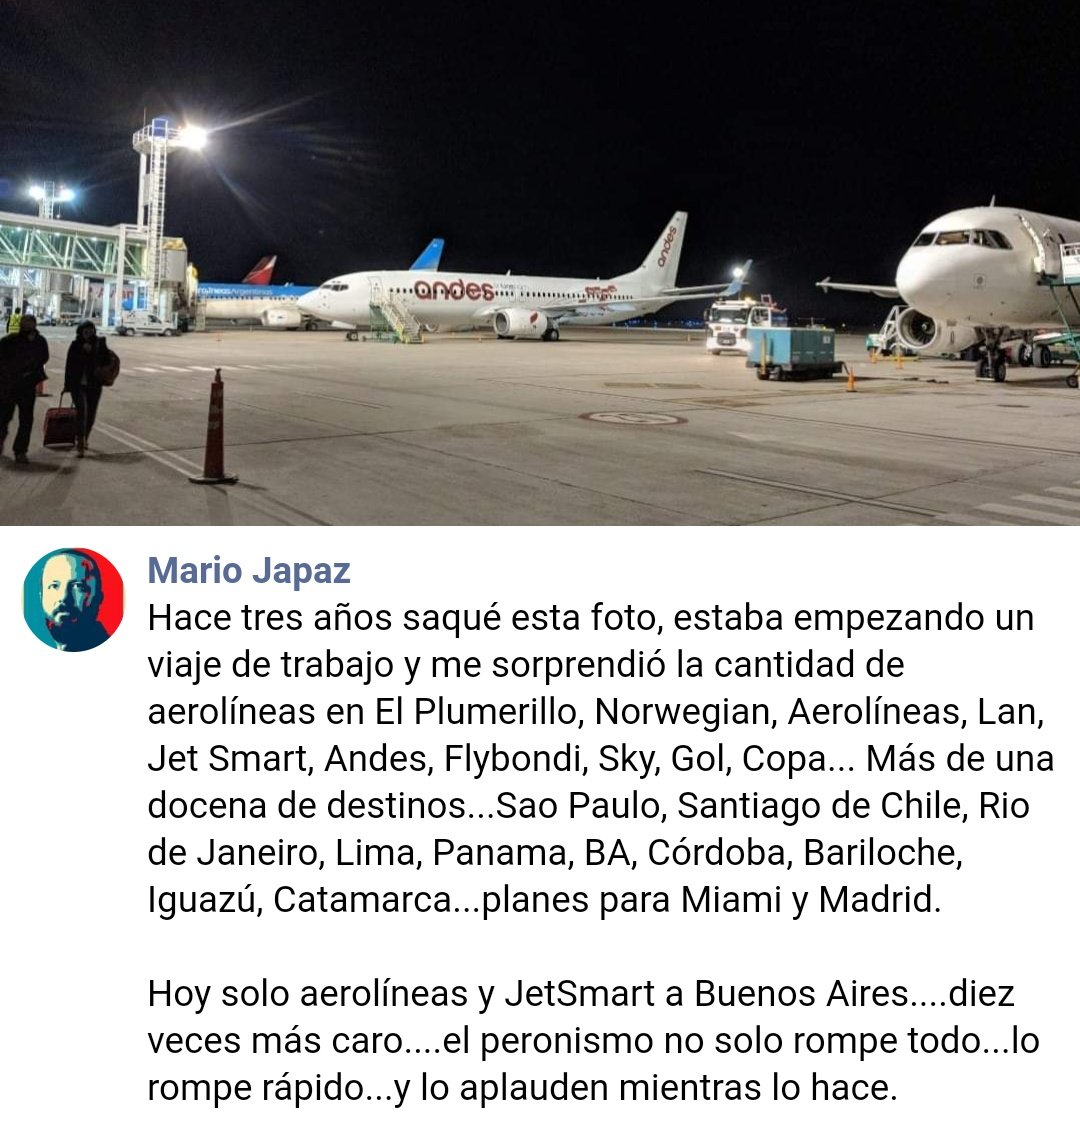 andes
andes
Aerolíneas Argentinas
Mario Japaz
Hace tres años saqué esta foto, estaba empezando un
viaje de trabajo y me sorprendió la cantidad de
aerolíneas en El Plumerillo, Norwegian, Aerolíneas, Lan,
Jet Smart, Andes, Flybondi, Sky, Gol, Copa... Más de una
docena de destinos...Sao Paulo, Santiago de Chile, Rio
de Janeiro, Lima, Panama, BA, Córdoba, Bariloche,
Iguazú, Catamarca...planes para Miami y Madrid.
Hoy solo aerolíneas y JetSmart a Buenos Aires....diez
veces más caro....el peronismo no solo rompe todo...lo
rompe rápido...y lo aplauden mientras lo hace.